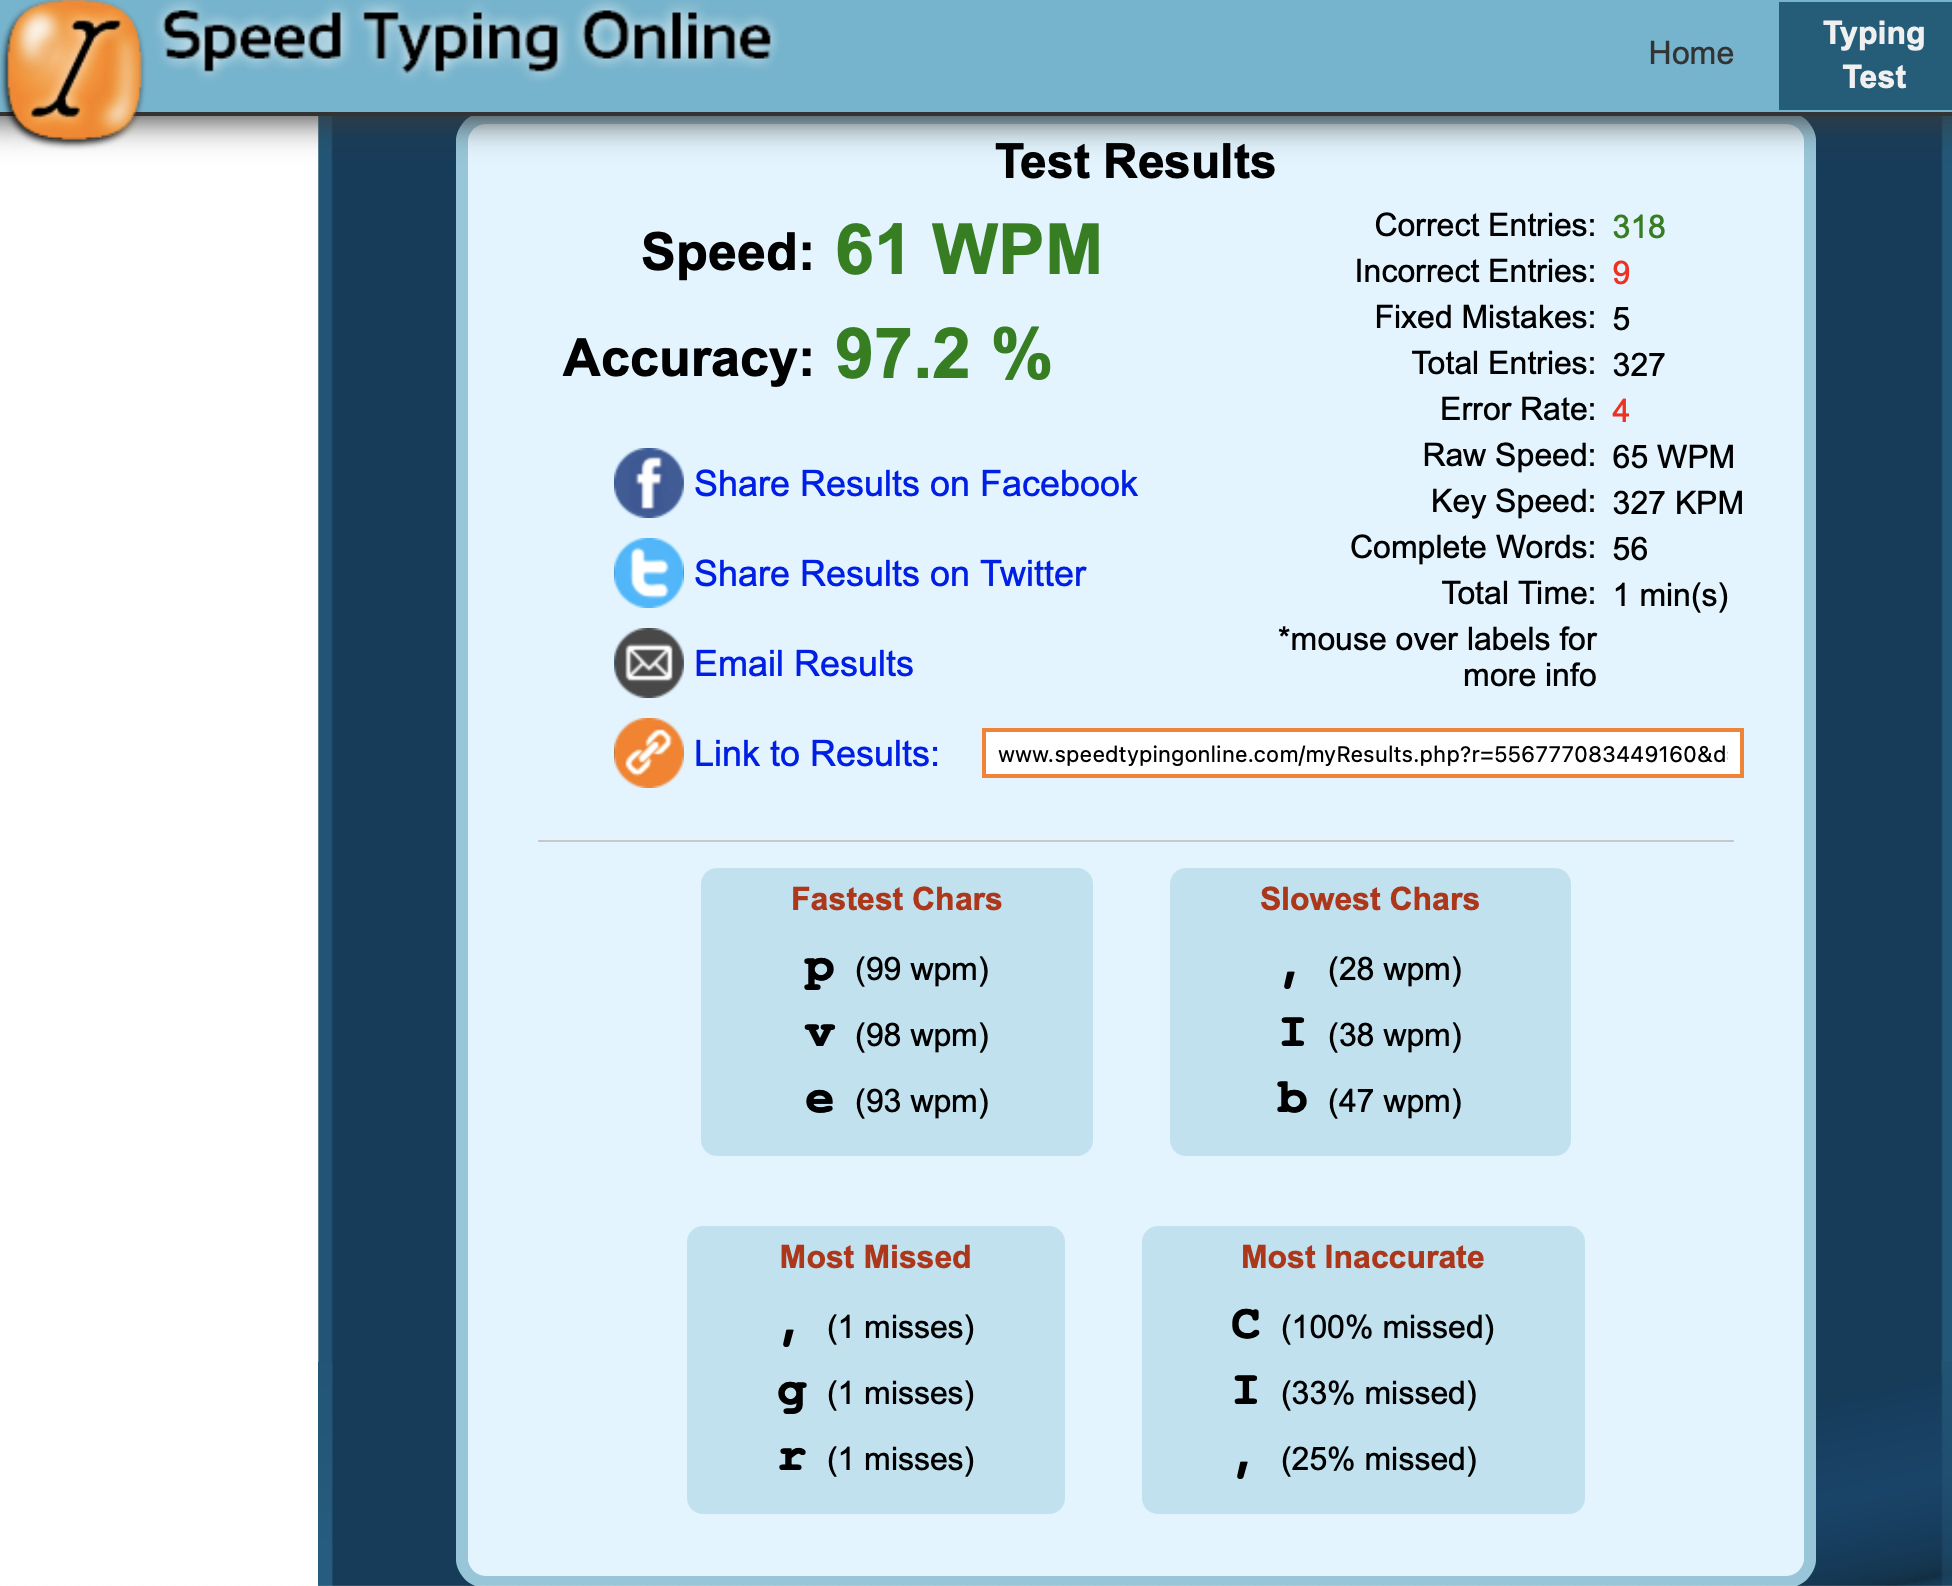 Speed Typing Online
Home
Typing
Test
Test Results
Speed: 61 WPM
Accuracy: 97.2 %
Share Results on Facebook
Share Results on Twitter
Email Results
Link to Results: www.speedtypingonline.com/myResults.php?r=556777083449160&d
Correct Entries: 318
Incorrect Entries: 9
Fixed Mistakes: 5
Total Entries: 327
Error Rate: 4
Raw Speed: 65 WPM
Key Speed: 327 KPM
Complete Words: 56
Total Time: 1 min(s)
*mouse over labels for
more info
Fastest Chars
p (99 wpm)
v (98 wpm)
e (93 wpm)
Slowest Chars
, (28 wpm)
I (38 wpm)
b (47 wpm)
Most Missed
, (1 misses)
g (1 misses)
r (1 misses)
Most Inaccurate
C (100% missed)
I (33% missed)
, (25% missed)